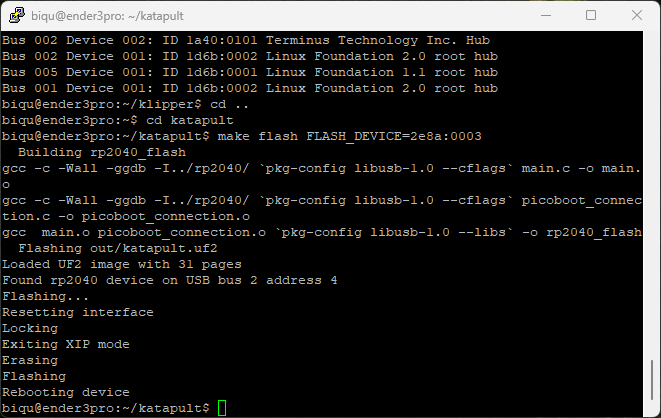 biqu@ender3pro: ~/katapult
Bus 002 Device 002: ID 1a40:0101 Terminus Technology Inc. Hub
Bus 002 Device 001: ID 1d6b:0002 Linux Foundation 2.0 root hub
Bus 005 Device 001: ID 1d6b:0001 Linux Foundation 1.1 root hub
Bus 001 Device 001: ID 1d6b:0002 Linux Foundation 2.0 root hub
biqu@ender3pro:~/klipper$ cd ..
biqu@ender3pro:~$ cd katapult
biqu@ender3pro:~/katapult$ make flash FLASH_DEVICE=2e8a:0003
  Building rp2040_flash
gcc -c -Wall -ggdb -I../rp2040/ `pkg-config libusb-1.0 --cflags` main.c -o main.
o
gcc -c -Wall -ggdb -I../rp2040/ `pkg-config libusb-1.0 --cflags` picoboot_connec
tion.c -o picoboot_connection.o
gcc  main.o picoboot_connection.o `pkg-config libusb-1.0 --libs` -o rp2040_flash
  Flashing out/katapult.uf2
Loaded UF2 image with 31 pages
Found rp2040 device on USB bus 2 address 4
Flashing...
Resetting interface
Locking
Exiting XIP mode
Erasing
Flashing
Rebooting device
biqu@ender3pro:~/katapult$